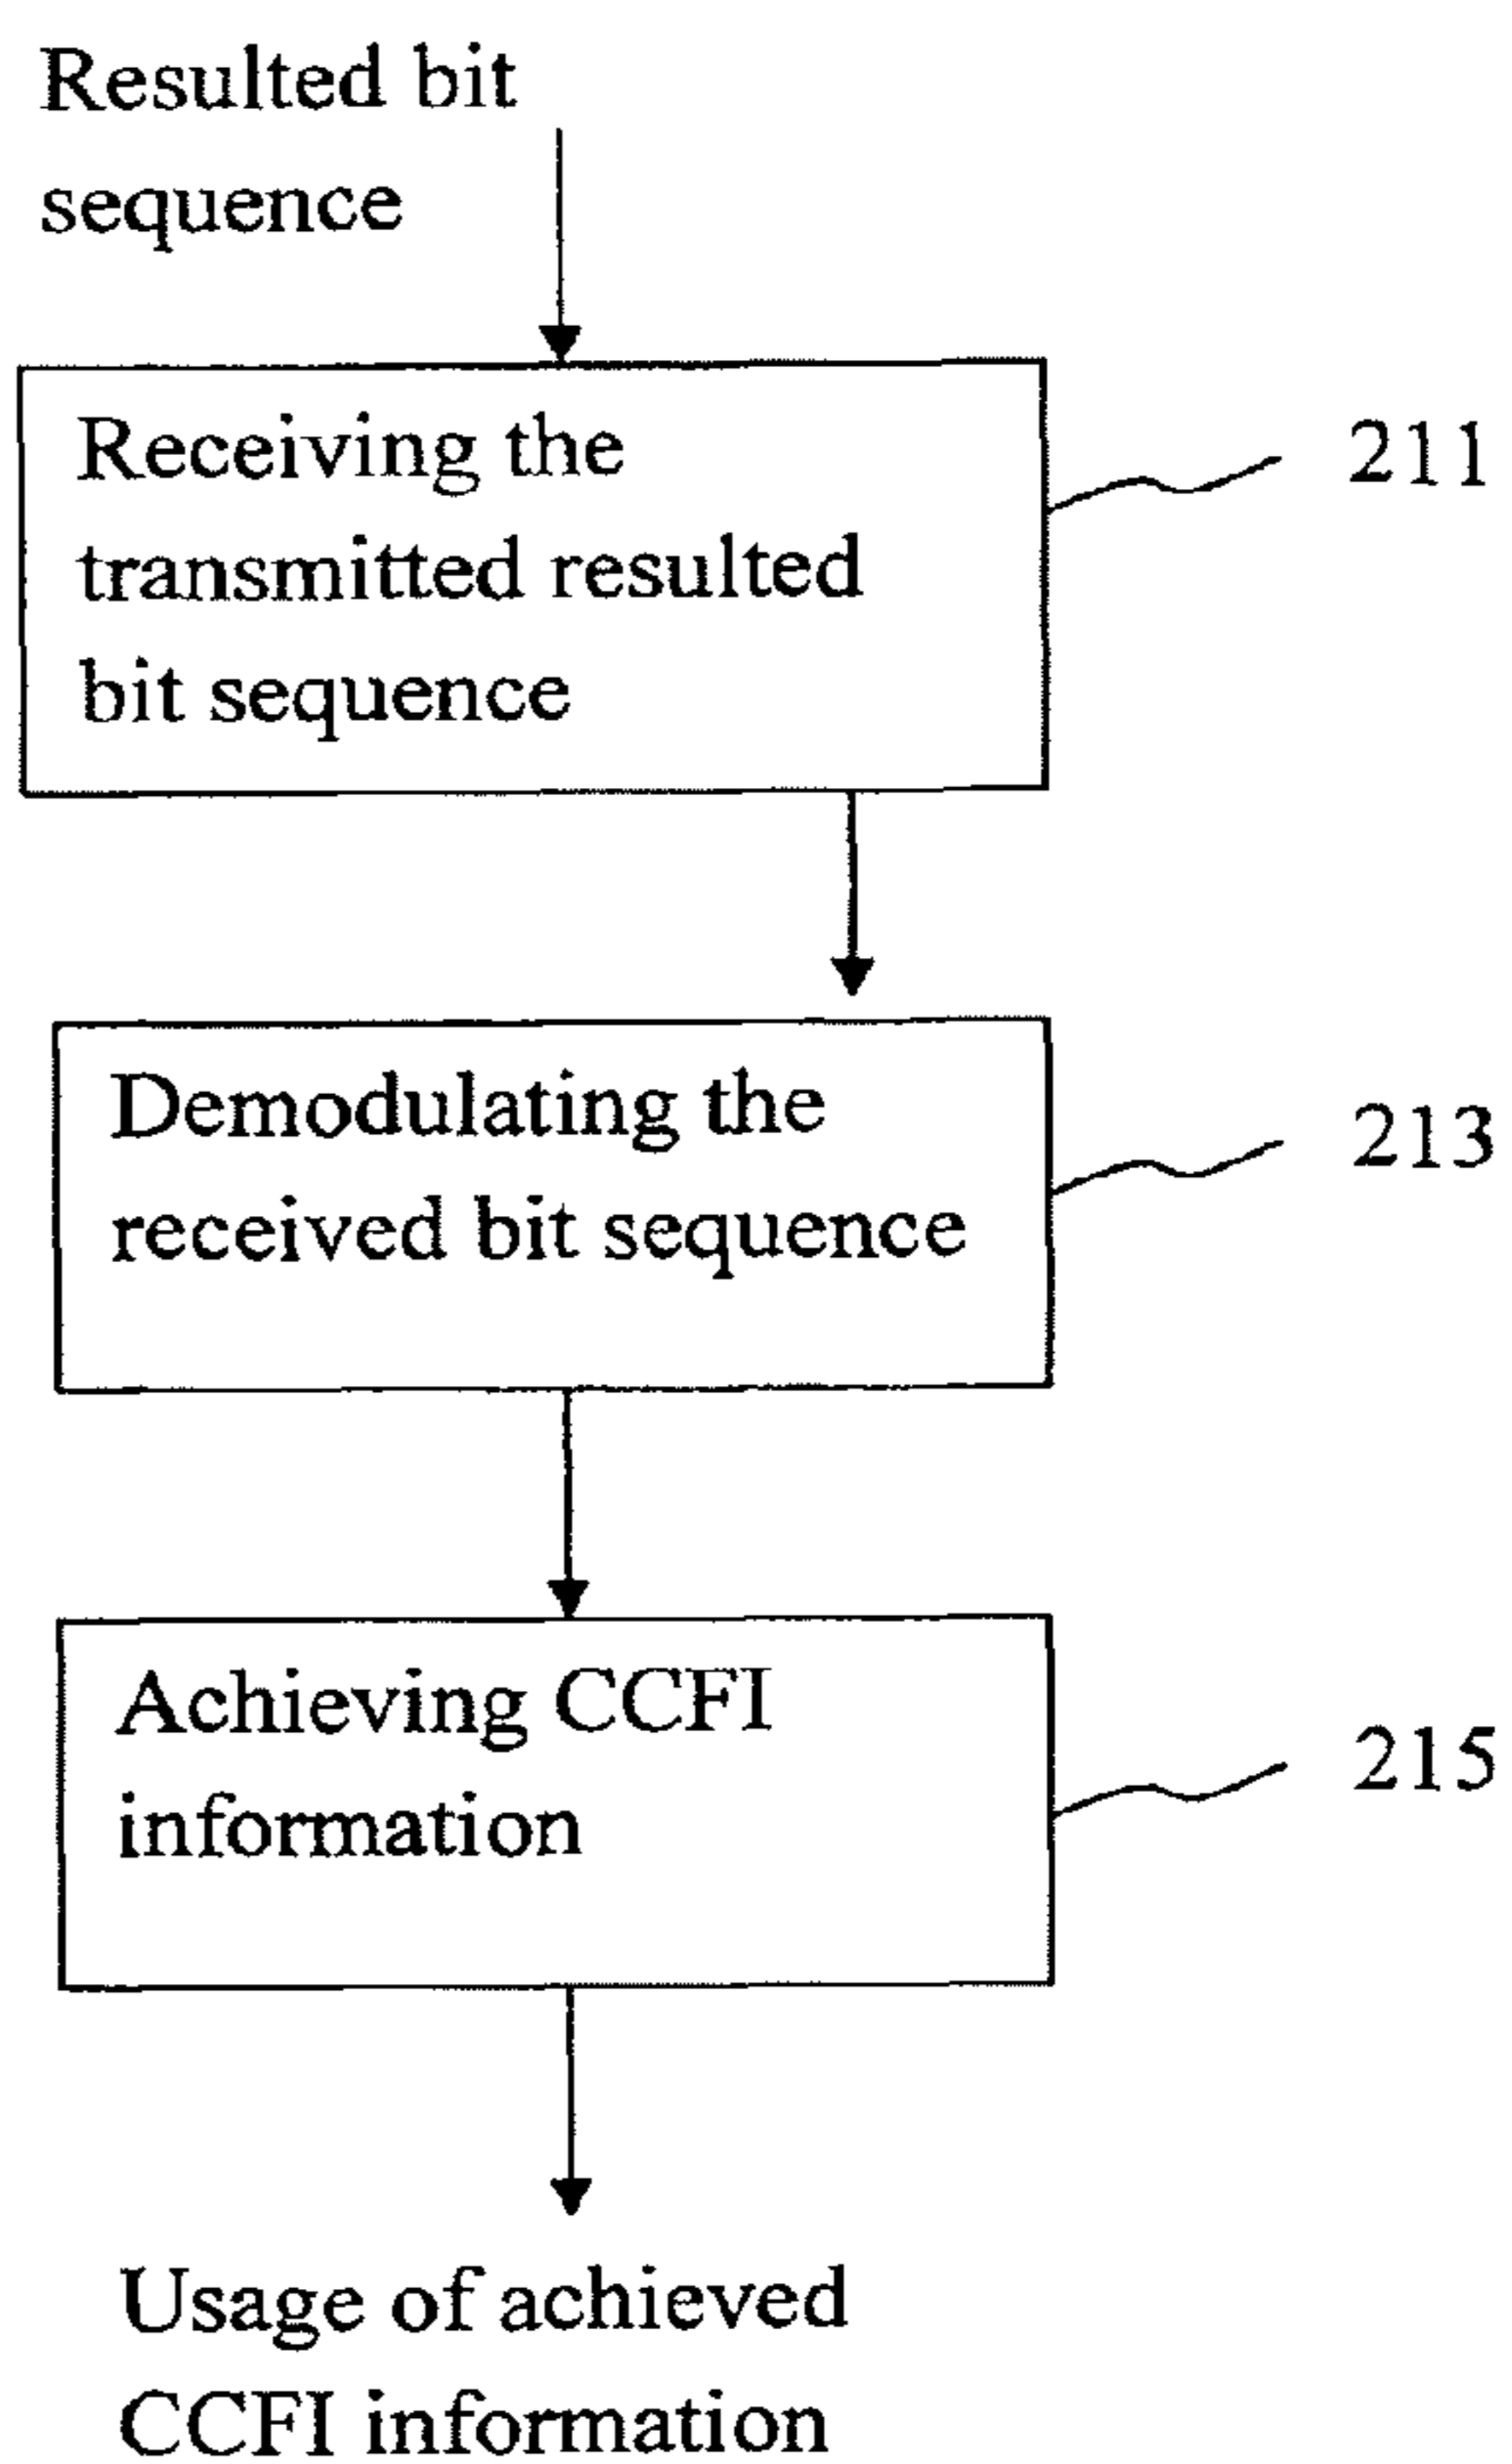 Resulted bit
sequence
Receiving the
transmitted resulted
bit sequence
211
Demodulating the
received bit sequence
213
Achieving CCFI
information
215
Usage of achieved
CCFI information